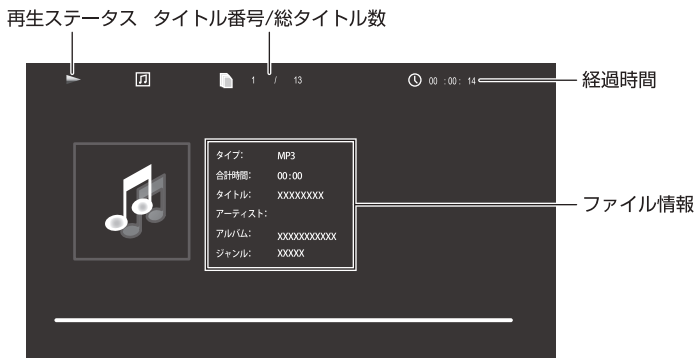 再生ステータス タイトル番号/総タイトル数
1 / 13 00 :00: 14
経過時間
タイプ: MP3
合計時間: 00:00
タイトル: XXXXXXXX
アーティスト:
アルバム: XXXXXXXXXXX
ジャンル: XXXXX
ファイル情報